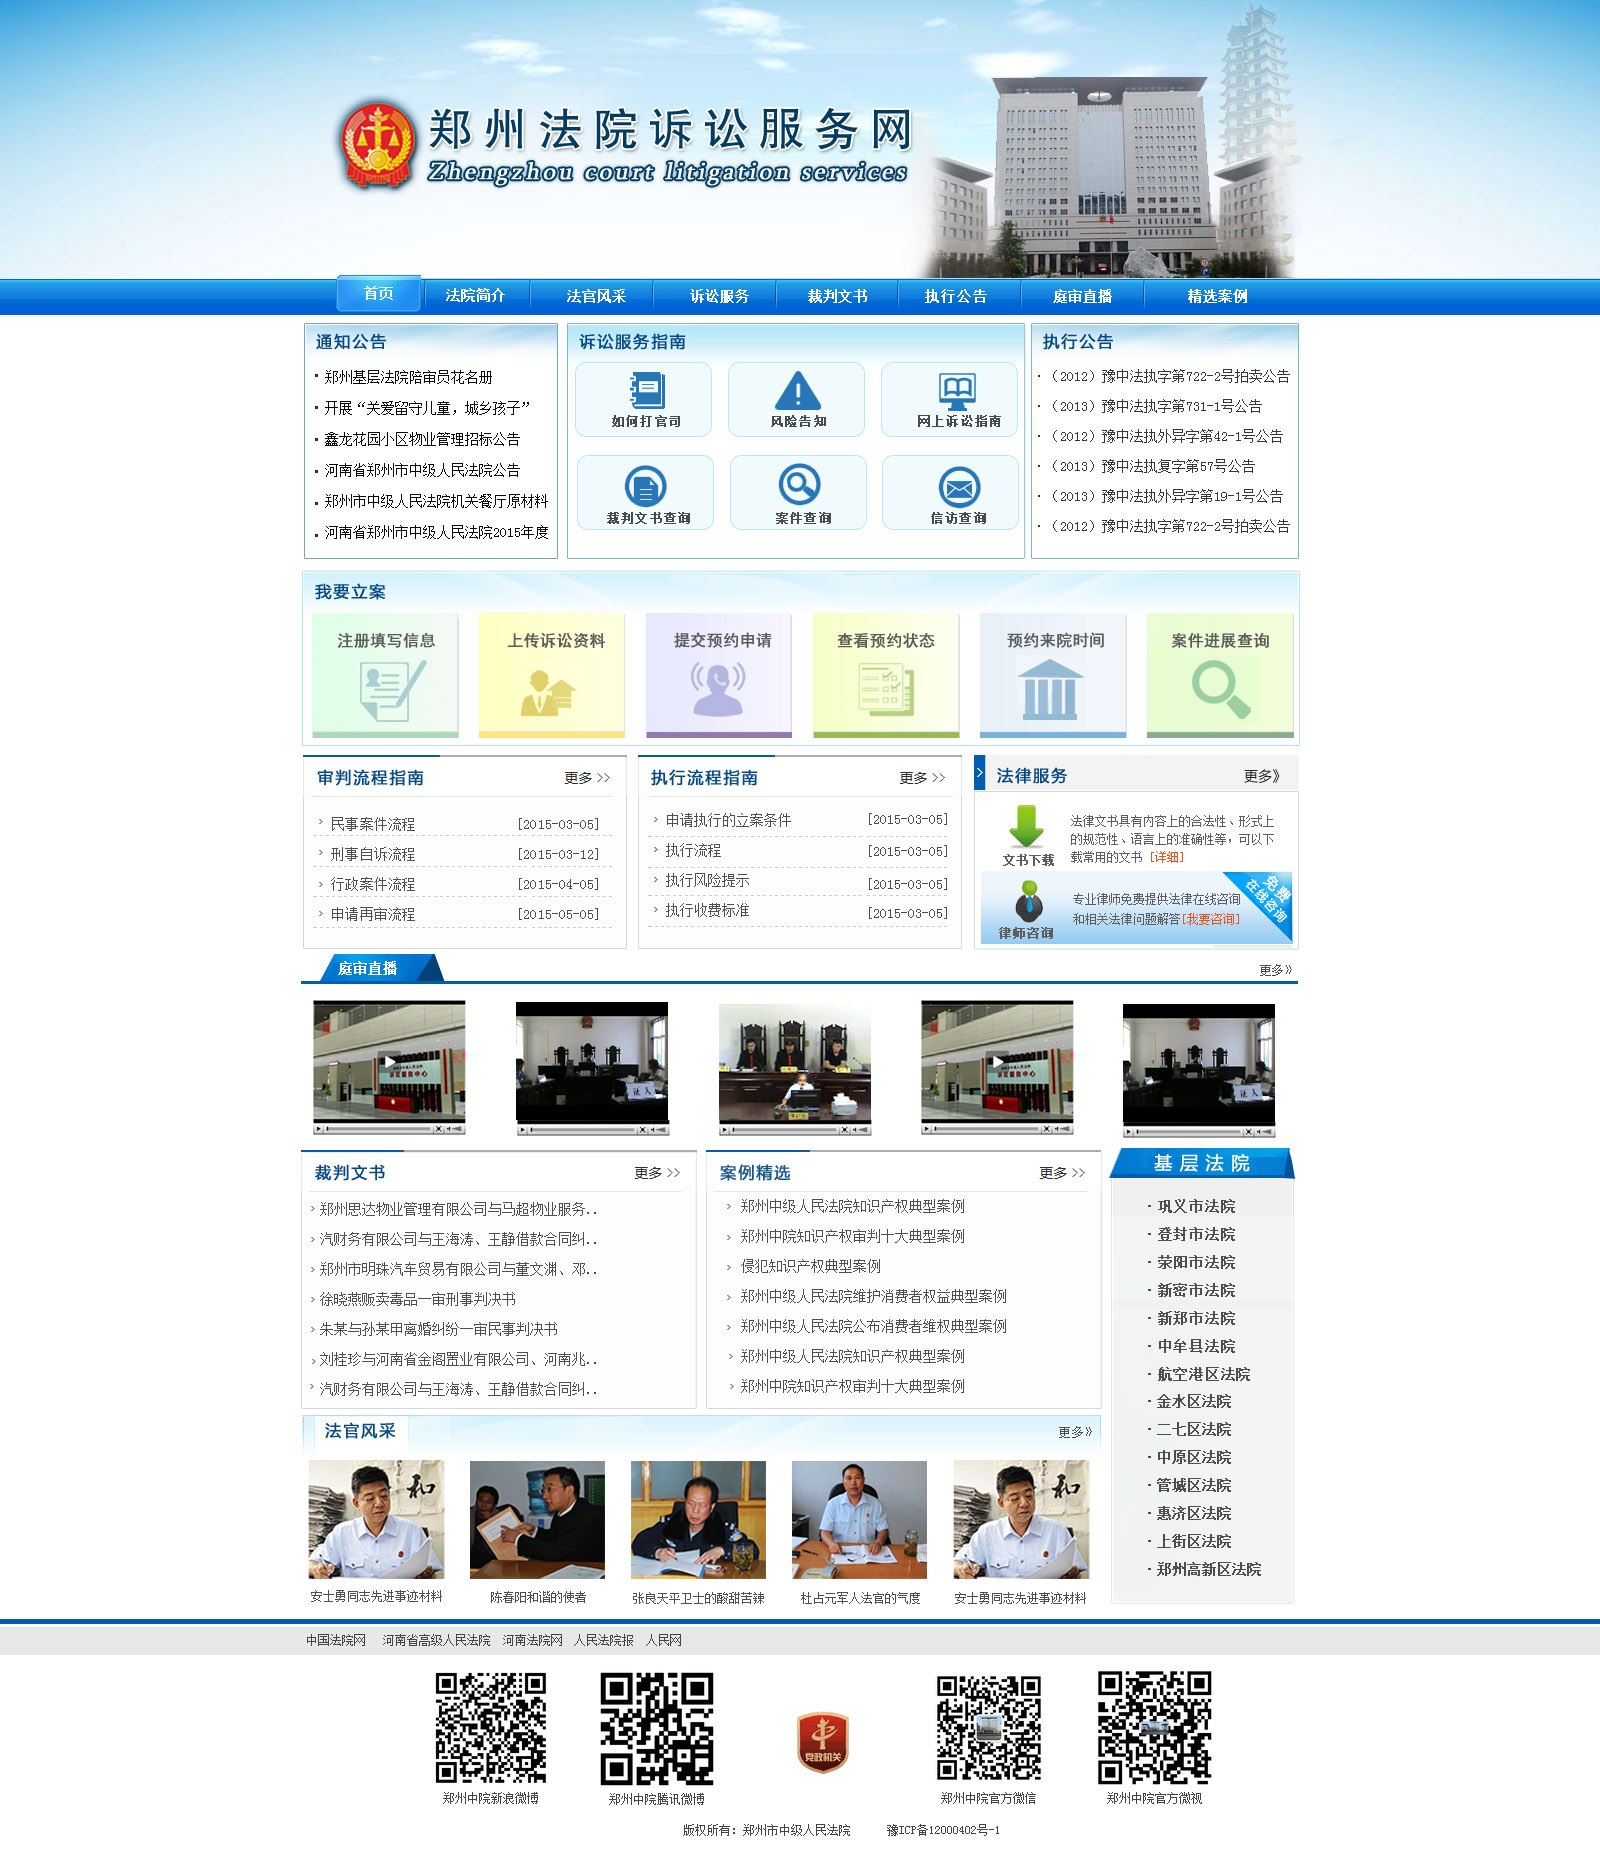 郑州法院诉讼服务网
Zhengzhou court litigation services
首页 法院简介 法官风采 诉讼服务 裁判文书 执行公告 庭审直播 精选案例
通知公告
郑州基层法院陪审员花名册
开展“关爱留守儿童，城乡孩子”
鑫龙花园小区物业管理招标公告
河南省郑州市中级人民法院公告
郑州市中级人民法院机关餐厅原材料
河南省郑州市中级人民法院2015年度
诉讼服务指南
如何打官司 风险告知 网上诉讼指南
裁判文书查询 案件查询 信访查询
执行公告
（2012）豫中法执字第722-2号拍卖公告
（2013）豫中法执字第731-1号公告
（2012）豫中法执外异字第42-1号公告
（2013）豫中法执复字第57号公告
（2013）豫中法执外异字第19-1号公告
（2012）豫中法执字第722-2号拍卖公告
我要立案
注册填写信息 上传诉讼资料 提交预约申请 查看预约状态 预约来院时间 案件进展查询
审判流程指南 更多 >>
民事案件流程 [2015-03-05]
刑事自诉流程 [2015-03-12]
行政案件流程 [2015-04-05]
申请再审流程 [2015-05-05]
执行流程指南 更多 >>
申请执行的立案条件 [2015-03-05]
执行流程 [2015-03-05]
执行风险提示 [2015-03-05]
执行收费标准 [2015-03-05]
法律服务 更多》
文书下载
法律文书具有内容上的合法性、形式上
的规范性、语言上的准确性等，可以下
载常用的文书 [详细]
律师咨询
专业律师免费提供法律在线咨询
和相关法律问题解答[我要咨询]
免费
在线咨询
庭审直播 更多》
诉讼服务中心
证人
诉讼服务中心
证人
裁判文书 更多 >>
郑州思达物业管理有限公司与马超物业服务..
汽财务有限公司与王海涛、王静借款合同纠..
郑州市明珠汽车贸易有限公司与董文渊、邓..
徐晓燕贩卖毒品一审刑事判决书
朱某与孙某甲离婚纠纷一审民事判决书
刘桂珍与河南省金阁置业有限公司、河南兆..
汽财务有限公司与王海涛、王静借款合同纠..
案例精选 更多 >>
郑州中级人民法院知识产权典型案例
郑州中院知识产权审判十大典型案例
侵犯知识产权典型案例
郑州中级人民法院维护消费者权益典型案例
郑州中级人民法院公布消费者维权典型案例
郑州中级人民法院知识产权典型案例
郑州中院知识产权审判十大典型案例
基层法院
· 巩义市法院
· 登封市法院
· 荥阳市法院
· 新密市法院
· 新郑市法院
· 中牟县法院
· 航空港区法院
· 金水区法院
· 二七区法院
· 中原区法院
· 管城区法院
· 惠济区法院
· 上街区法院
· 郑州高新区法院
法官风采 更多》
和
和
安士勇同志先进事迹材料 陈春阳和谐的使者 张良天平卫士的酸甜苦辣 杜占元军人法官的气度 安士勇同志先进事迹材料
中国法院网 河南省高级人民法院 河南法院网 人民法院报 人民网
党政机关
郑州中院新浪微博 郑州中院腾讯微博 郑州中院官方微信 郑州中院官方微视
版权所有：郑州市中级人民法院 豫ICP备12000402号-1